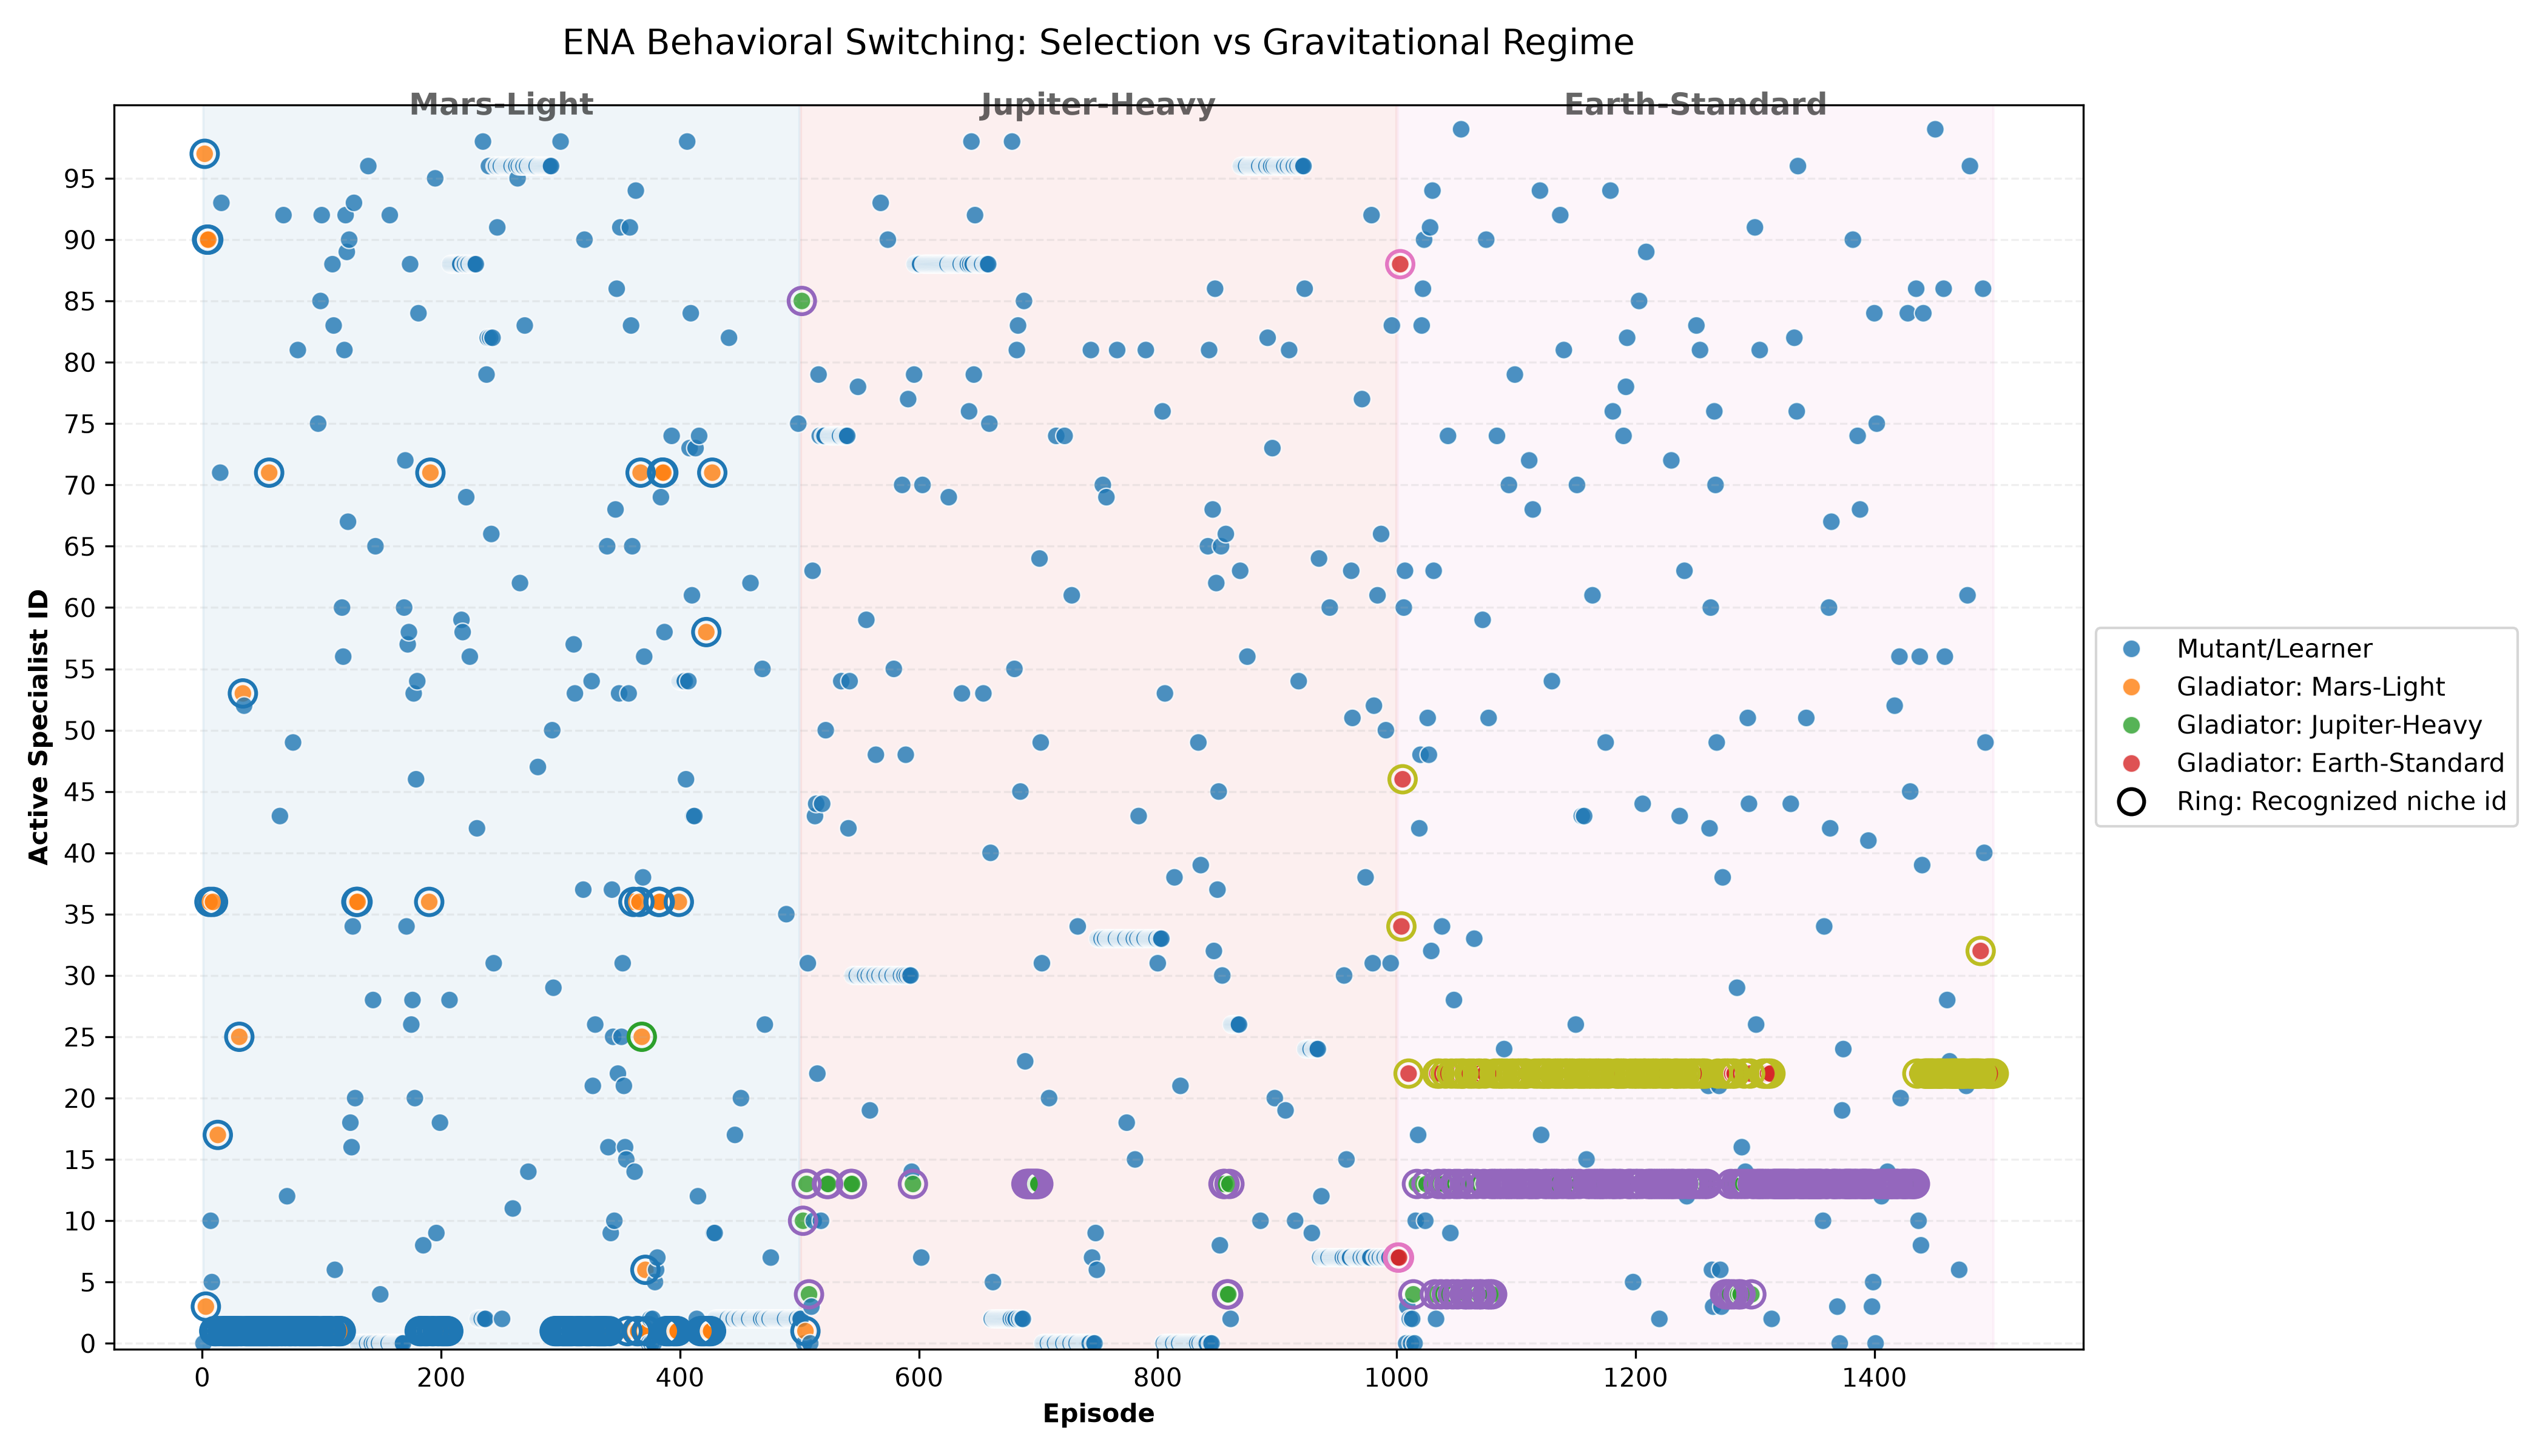 ENA Behavioral Switching: Selection vs Gravitational Regime
Mars-Light
Jupiter-Heavy
Earth-Standard
Active Specialist ID
95
90
85
80
75
70
65
60
55
50
45
40
35
30
25
20
15
10
5
0
0
200
400
600
800
1000
1200
1400
Episode
Mutant/Learner
Gladiator: Mars-Light
Gladiator: Jupiter-Heavy
Gladiator: Earth-Standard
Ring: Recognized niche id